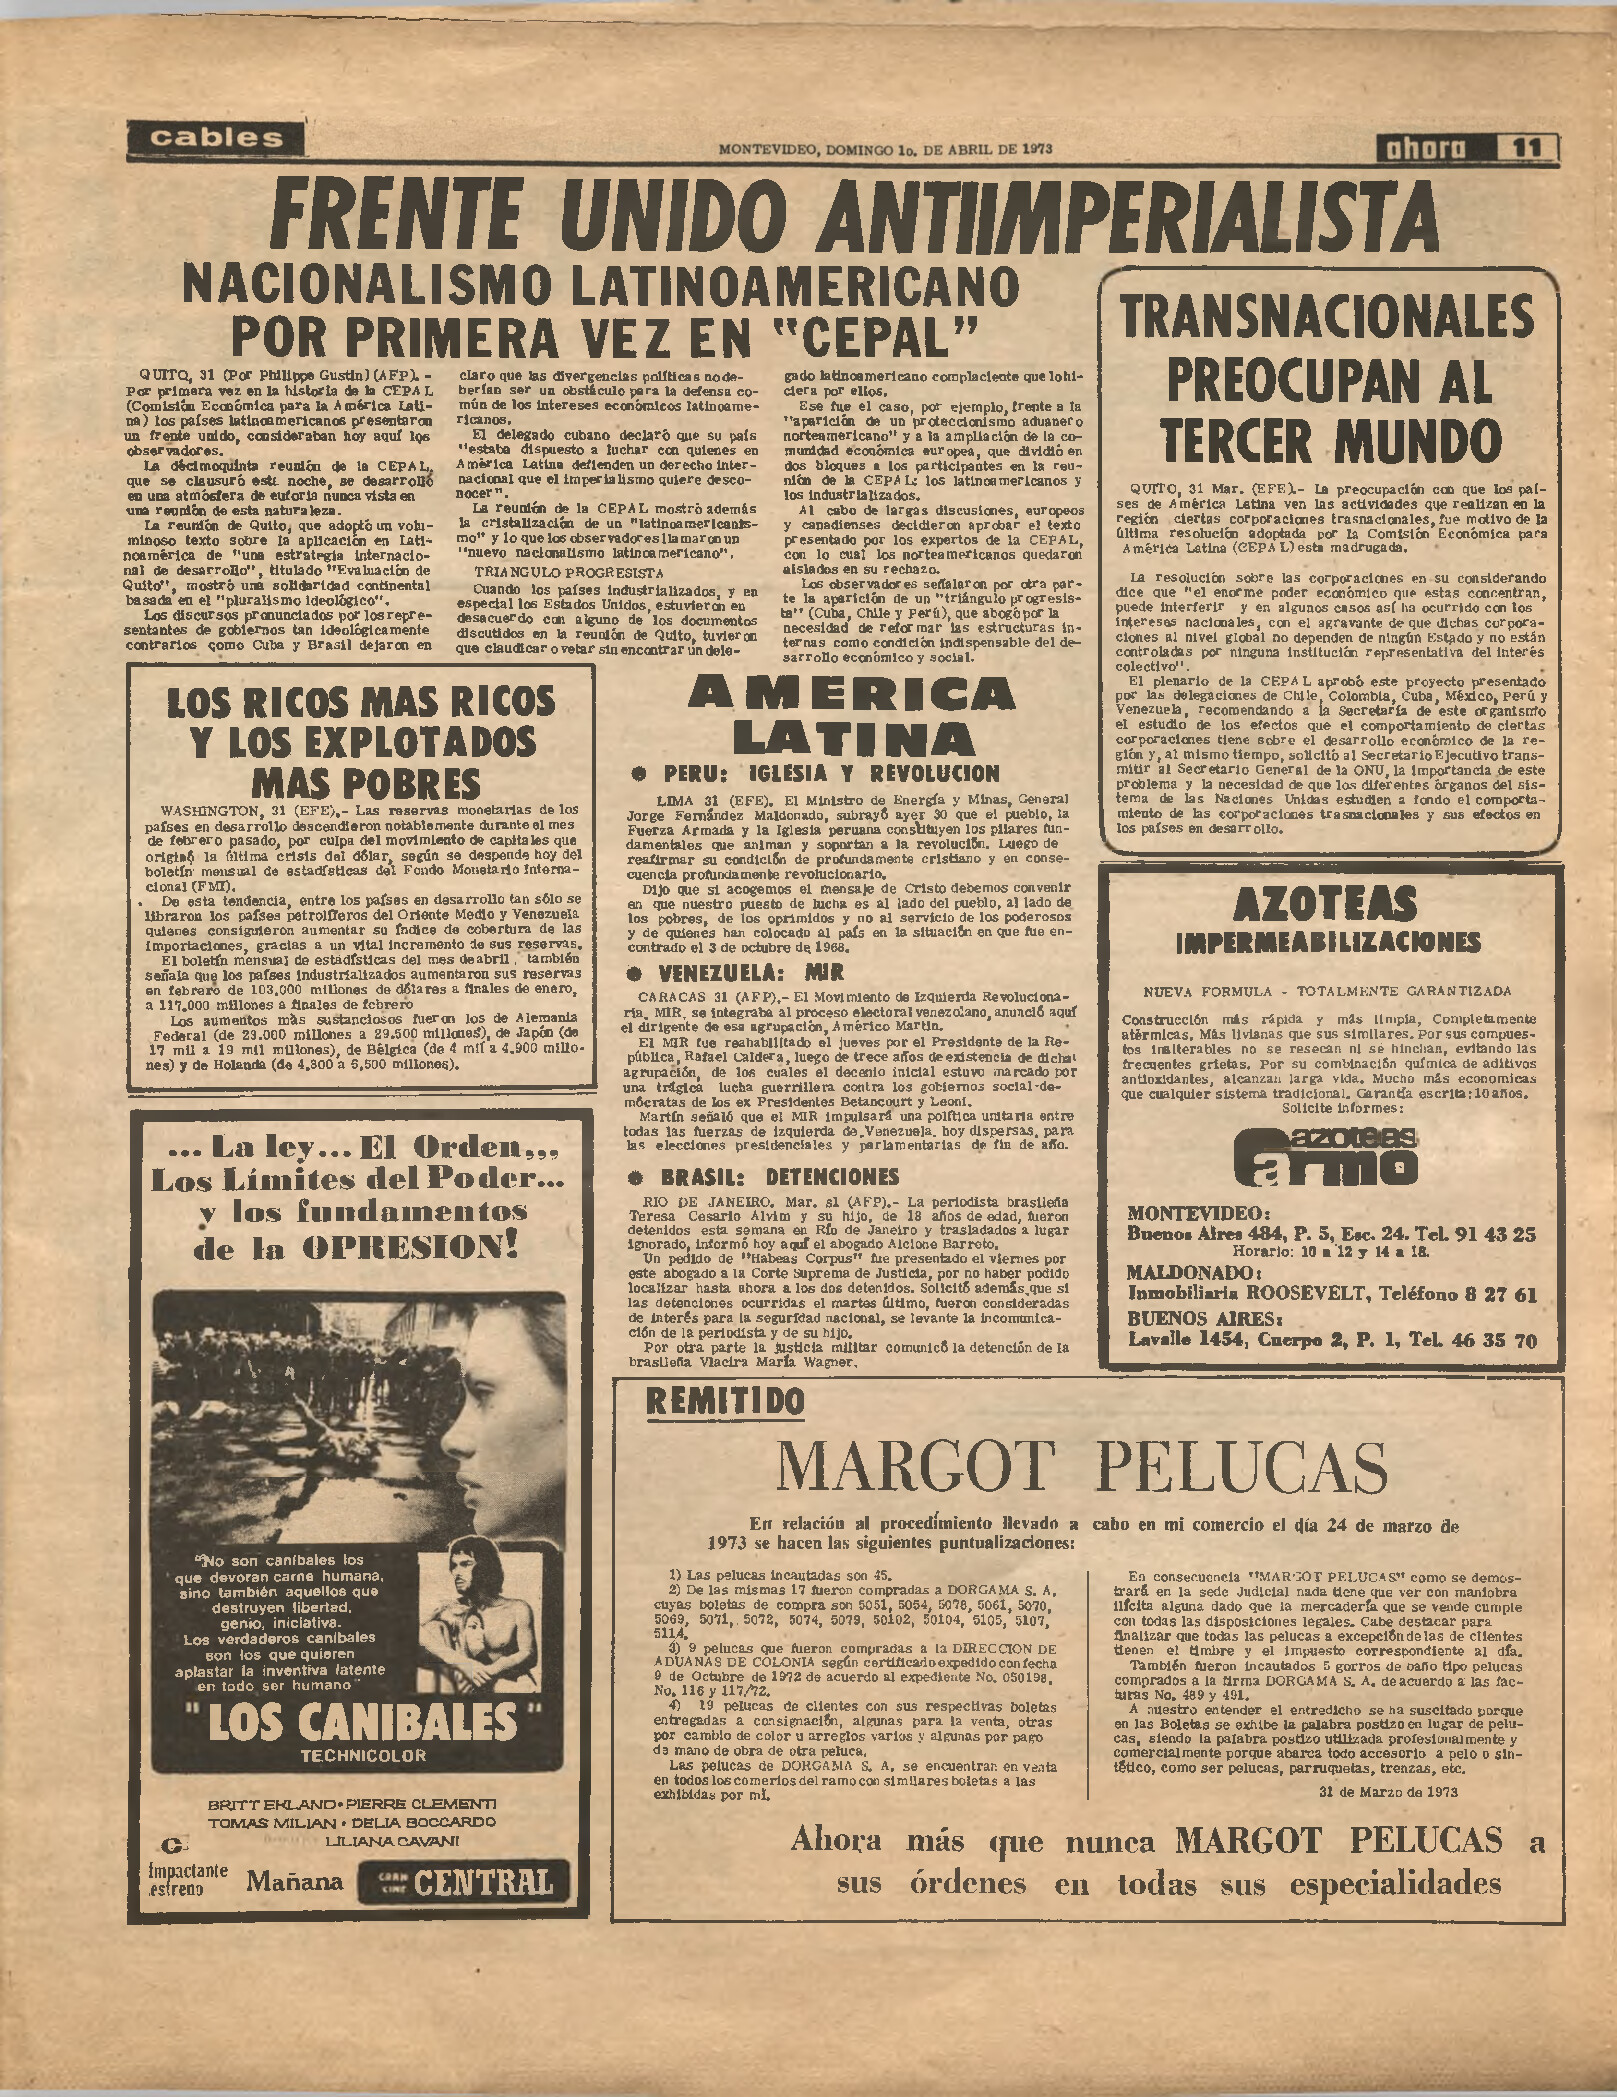 cables
MONTEVIDEO, DOMINGO 1o. DE ABRIL DE 1973
ahora 11
FRENTE UNIDO ANTIIMPERIALISTA
NACIONALISMO LATINOAMERICANO
POR PRIMERA VEZ EN "CEPAL"
QUITO, 31 (Por Philippe Gustin) (AFP). -
Por primera vez en la historia de la CEPAL
(Comisión Económica para la América Lati-
na) los países latinoamericanos presentaron
un frente unido, consideraban hoy aquí los
observadores.
La décimoquinta reunión de la CEPAL,
que se clausuró esta noche, se desarrolló
en una atmósfera de euforia nunca vista en
una reunión de esta naturaleza.
La reunión de Quito, que adoptó un volu-
minoso texto sobre la aplicación en Lati-
noamérica de "una estrategia internacio-
nal de desarrollo", titulado "Evaluación de
Quito", mostró una solidaridad continental
basada en el "pluralismo ideológico".
Los discursos pronunciados por los repre-
sentantes de gobiernos tan ideológicamente
contrarios como Cuba y Brasil dejaron en
claro que las divergencias políticas no de-
berían ser un obstáculo para la defensa co-
mún de los intereses económicos latinoame-
ricanos.
El delegado cubano declaró que su país
"estaba dispuesto a luchar con quienes en
América Latina defienden un derecho inter-
nacional que el imperialismo quiere desco-
nocer".
La reunión de la CEPAL mostró además
la cristalización de un "latinoamericanis-
mo" y lo que los observadores llamaron un
"nuevo nacionalismo latinoamericano".
TRIANGULO PROGRESISTA
Cuando los países industrializados, y en
especial los Estados Unidos, estuvieron en
desacuerdo con alguno de los documentos
discutidos en la reunión de Quito, tuvieron
que claudicar o vetar sin encontrar un dele-
gado latinoamericano complaciente que lo hi-
ciera por ellos.
Ese fue el caso, por ejemplo, frente a la
"aparición de un proteccionismo aduanero
norteamericano" y a la ampliación de la co-
munidad económica europea, que dividió en
dos bloques a los participantes en la reu-
nión de la CEPAL: los latinoamericanos y
los industrializados.
Al cabo de largas discusiones, europeos
y canadienses decidieron aprobar el texto
presentado por los expertos de la CEPAL,
con lo cual los norteamericanos quedaron
aislados en su rechazo.
Los observadores señalaron por otra par-
te la aparición de un "triángulo progresis-
ta" (Cuba, Chile y Perú), que abogó por la
necesidad de reformar las estructuras in-
ternas como condición indispensable del de-
sarrollo económico y social.
TRANSNACIONALES
PREOCUPAN AL
TERCER MUNDO
QUITO, 31 Mar. (EFE).- La preocupación con que los paí-
ses de América Latina ven las actividades que realizan en la
región ciertas corporaciones trasnacionales, fue motivo de la
última resolución adoptada por la Comisión Económica para
América Latina (CEPAL) esta madrugada.
La resolución sobre las corporaciones en su considerando
dice que "el enorme poder económico que estas concentran,
puede interferir y en algunos casos así ha ocurrido con los
intereses nacionales, con el agravante de que dichas corpora-
ciones al nivel global no dependen de ningún Estado y no están
controladas por ninguna institución representativa del interés
colectivo".
El plenario de la CEPAL aprobó este proyecto presentado
por las delegaciones de Chile, Colombia, Cuba, México, Perú y
Venezuela, recomendando a la Secretaría de este organismo
el estudio de los efectos que el comportamiento de ciertas
corporaciones tiene sobre el desarrollo económico de la re-
gión y, al mismo tiempo, solicitó al Secretario Ejecutivo trans-
mitir al Secretario General de la ONU, la importancia de este
problema y la necesidad de que los diferentes órganos del sis-
tema de las Naciones Unidas estudien a fondo el comporta-
miento de las corporaciones trasnacionales y sus efectos en
los países en desarrollo.
LOS RICOS MAS RICOS
Y LOS EXPLOTADOS
MAS POBRES
WASHINGTON, 31 (EFE).- Las reservas monetarias de los
países en desarrollo descendieron notablemente durante el mes
de febrero pasado, por culpa del movimiento de capitales que
originó la última crisis del dólar, según se despende hoy del
boletín mensual de estadísticas del Fondo Monetario Interna-
cional (FMI).
De esta tendencia, entre los países en desarrollo tan sólo se
libraron los países petrolíferos del Oriente Medio y Venezuela
quienes consiguieron aumentar su índice de cobertura de las
importaciones, gracias a un vital incremento de sus reservas.
El boletín mensual de estadísticas del mes de abril, también
señala que los países industrializados aumentaron sus reservas
en febrero de 103,000 millones de dólares a finales de enero,
a 117.000 millones a finales de febrero
Los aumentos más sustanciosos fueron los de Alemania
Federal (de 23.000 millones a 29.500 millones), de Japón (de
17 mil a 19 mil millones), de Bélgica (de 4 mil a 4.900 millo-
nes) y de Holanda (de 4,800 a 5,500 millones).
AMERICA
LATINA
PERU: IGLESIA Y REVOLUCION
LIMA 31 (EFE). El Ministro de Energía y Minas, General
Jorge Fernández Maldonado, subrayó ayer 30 que el pueblo, la
Fuerza Armada y la Iglesia peruana constituyen los pilares fun-
damentales que animan y soportan a la revolución. Luego de
reafirmar su condición de profundamente cristiano y en conse-
cuencia profundamente revolucionario.
Dijo que si acogemos el mensaje de Cristo debemos convenir
en que nuestro puesto de lucha es al lado del pueblo, al lado de
los pobres, de los oprimidos y no al servicio de los poderosos
y de quienes han colocado al país en la situación en que fue en-
contrado el 3 de octubre de 1968.
VENEZUELA: MIR
CARACAS 31 (AFP).- El Movimiento de Izquierda Revoluciona-
ria, MIR, se integraba al proceso electoral venezolano, anunció aquí
el dirigente de esa agrupación, Américo Martín.
El MIR fue reahabilitado el jueves por el Presidente de la Re-
pública, Rafael Caldera, luego de trece años de existencia de dicha
agrupación, de los cuales el decenio inicial estuvo marcado por
una trágica lucha guerrillera contra los gobiernos social-de-
mócratas de los ex Presidentes Betancourt y Leoni.
Martín señaló que el MIR impulsará una política unitaria entre
todas las fuerzas de izquierda de Venezuela, hoy dispersas, para
las elecciones presidenciales y parlamentarias de fin de año.
BRASIL: DETENCIONES
RIO DE JANEIRO, Mar. 31 (AFP).- La periodista brasileña
Teresa Cesario Alvim y su hijo, de 18 años de edad, fueron
detenidos esta semana en Río de Janeiro y trasladados a lugar
ignorado, informó hoy aquí el abogado Alcione Barreto.
Un pedido de "Habeas Corpus" fue presentado el viernes por
este abogado a la Corte Suprema de Justicia, por no haber podido
localizar hasta ahora a los dos detenidos. Solicitó además que si
las detenciones ocurridas el martes último, fueron consideradas
de interés para la seguridad nacional, se levante la incomunica-
ción de la periodista y de su hijo.
Por otra parte la justicia militar comunicó la detención de la
brasileña Vlacira María Wagner.
AZOTEAS
IMPERMEABILIZACIONES
NUEVA FORMULA - TOTALMENTE GARANTIZADA
Construcción más rápida y más limpia, Completamente
atérmicas. Más livianas que sus similares. Por sus compues-
tos inalterables no se resecan ni se hinchan, evitando las
frecuentes grietas. Por su combinación química de aditivos
antioxidantes, alcanzan larga vida. Mucho más economicas
que cualquier sistema tradicional. Garantía escrita: 10 años.
Solicite informes:
azoteas
armo
MONTEVIDEO:
Buenos Aires 484, P. 5, Esc. 24. Tel. 91 43 25
Horario: 10 a 12 y 14 a 18.
MALDONADO:
Inmobiliaria ROOSEVELT, Teléfono 8 27 61
BUENOS AIRES:
Lavalle 1454, Cuerpo 2, P. 1, Tel. 46 35 70
... La ley... El Orden,,,
Los Límites del Poder...
y los fundamentos
de la OPRESION!
"No son caníbales los
que devoran carne humana,
sino también aquellos que
destruyen libertad,
genio, iniciativa.
Los verdaderos caníbales
son los que quieren
aplastar la inventiva latente
en todo ser humano"
"LOS CANIBALES"
TECHNICOLOR
BRITT EKLAND • PIERRE CLEMENTI
TOMAS MILIAN • DELIA BOCCARDO
LILIANA CAVANI
Impactante
estreno
Mañana
GRAN
CINE
CENTRAL
REMITIDO
MARGOT PELUCAS
En relación al procedimiento llevado a cabo en mi comercio el día 24 de marzo de
1973 se hacen las siguientes puntualizaciones:
1) Las pelucas incautadas son 45.
2) De las mismas 17 fueron compradas a DORGAMA S. A.
cuyas boletas de compra son 5051, 5054, 5078, 5061, 5070,
5069, 5071, 5072, 5074, 5079, 50102, 50104, 5105, 5107,
5114.
9 pelucas que fueron compradas a la DIRECCION DE
ADUANAS DE COLONIA según certificado expedido con fecha
9 de Octubre de 1972 de acuerdo al expediente No. 050198,
No. 116 y 117/72.
4) 19 pelucas de clientes con sus respectivas boletas
entregadas a consignación, algunas para la venta, otras
por cambio de color u arreglos varios y algunas por pago
de mano de obra de otra peluca.
Las pelucas de DORGAMA S. A. se encuentran en venta
en todos los comerios del ramo con similares boletas a las
exhibidas por mi.
En consecuencia "MARGOT PELUCAS" como se demos-
trará en la sede Judicial nada tiene que ver con maniobra
ilícita alguna dado que la mercadería que se vende cumple
con todas las disposiciones legales. Cabe destacar para
finalizar que todas las pelucas a excepción de las de clientes
tienen el timbre y el impuesto correspondiente al día.
También fueron incautados 5 gorros de baño tipo pelucas
comprados a la firma DORGAMA S. A. de acuerdo a las fac-
turas No. 489 y 491.
A nuestro entender el entredicho se ha suscitado porque
en las Boletas se exhibe la palabra postizo en lugar de pelu-
cas, siendo la palabra postizo utilizada profesionalmente y
comercialmente porque abarca todo accesorio a pelo o sin-
tético, como ser pelucas, parruquetas, trenzas, etc.
31 de Marzo de 1973
Ahora más que nunca MARGOT PELUCAS a
sus órdenes en todas sus especialidades